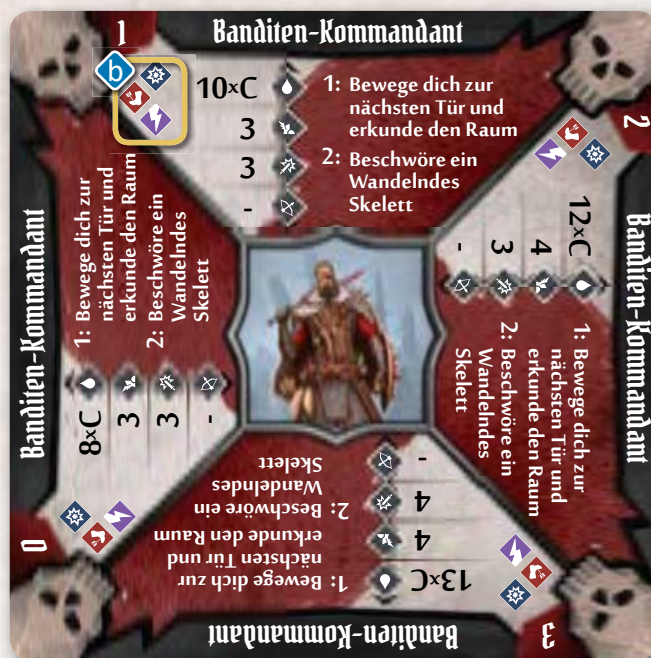 1
Banditen-Kommandant
b
10xC
3
3
-
1: Bewege dich zur
nächsten Tür und
erkunde den Raum
2: Beschwöre ein
Wandelndes
Skelett
2
Banditen-Kommandant
12xC
4
3
-
1: Bewege dich zur
nächsten Tür und
erkunde den Raum
2: Beschwöre ein
Wandelndes
Skelett
3
Banditen-Kommandant
13xC
4
4
-
1: Bewege dich zur
nächsten Tür und
erkunde den Raum
2: Beschwöre ein
Wandelndes
Skelett
0
Banditen-Kommandant
8xC
3
3
-
1: Bewege dich zur
nächsten Tür und
erkunde den Raum
2: Beschwöre ein
Wandelndes
Skelett